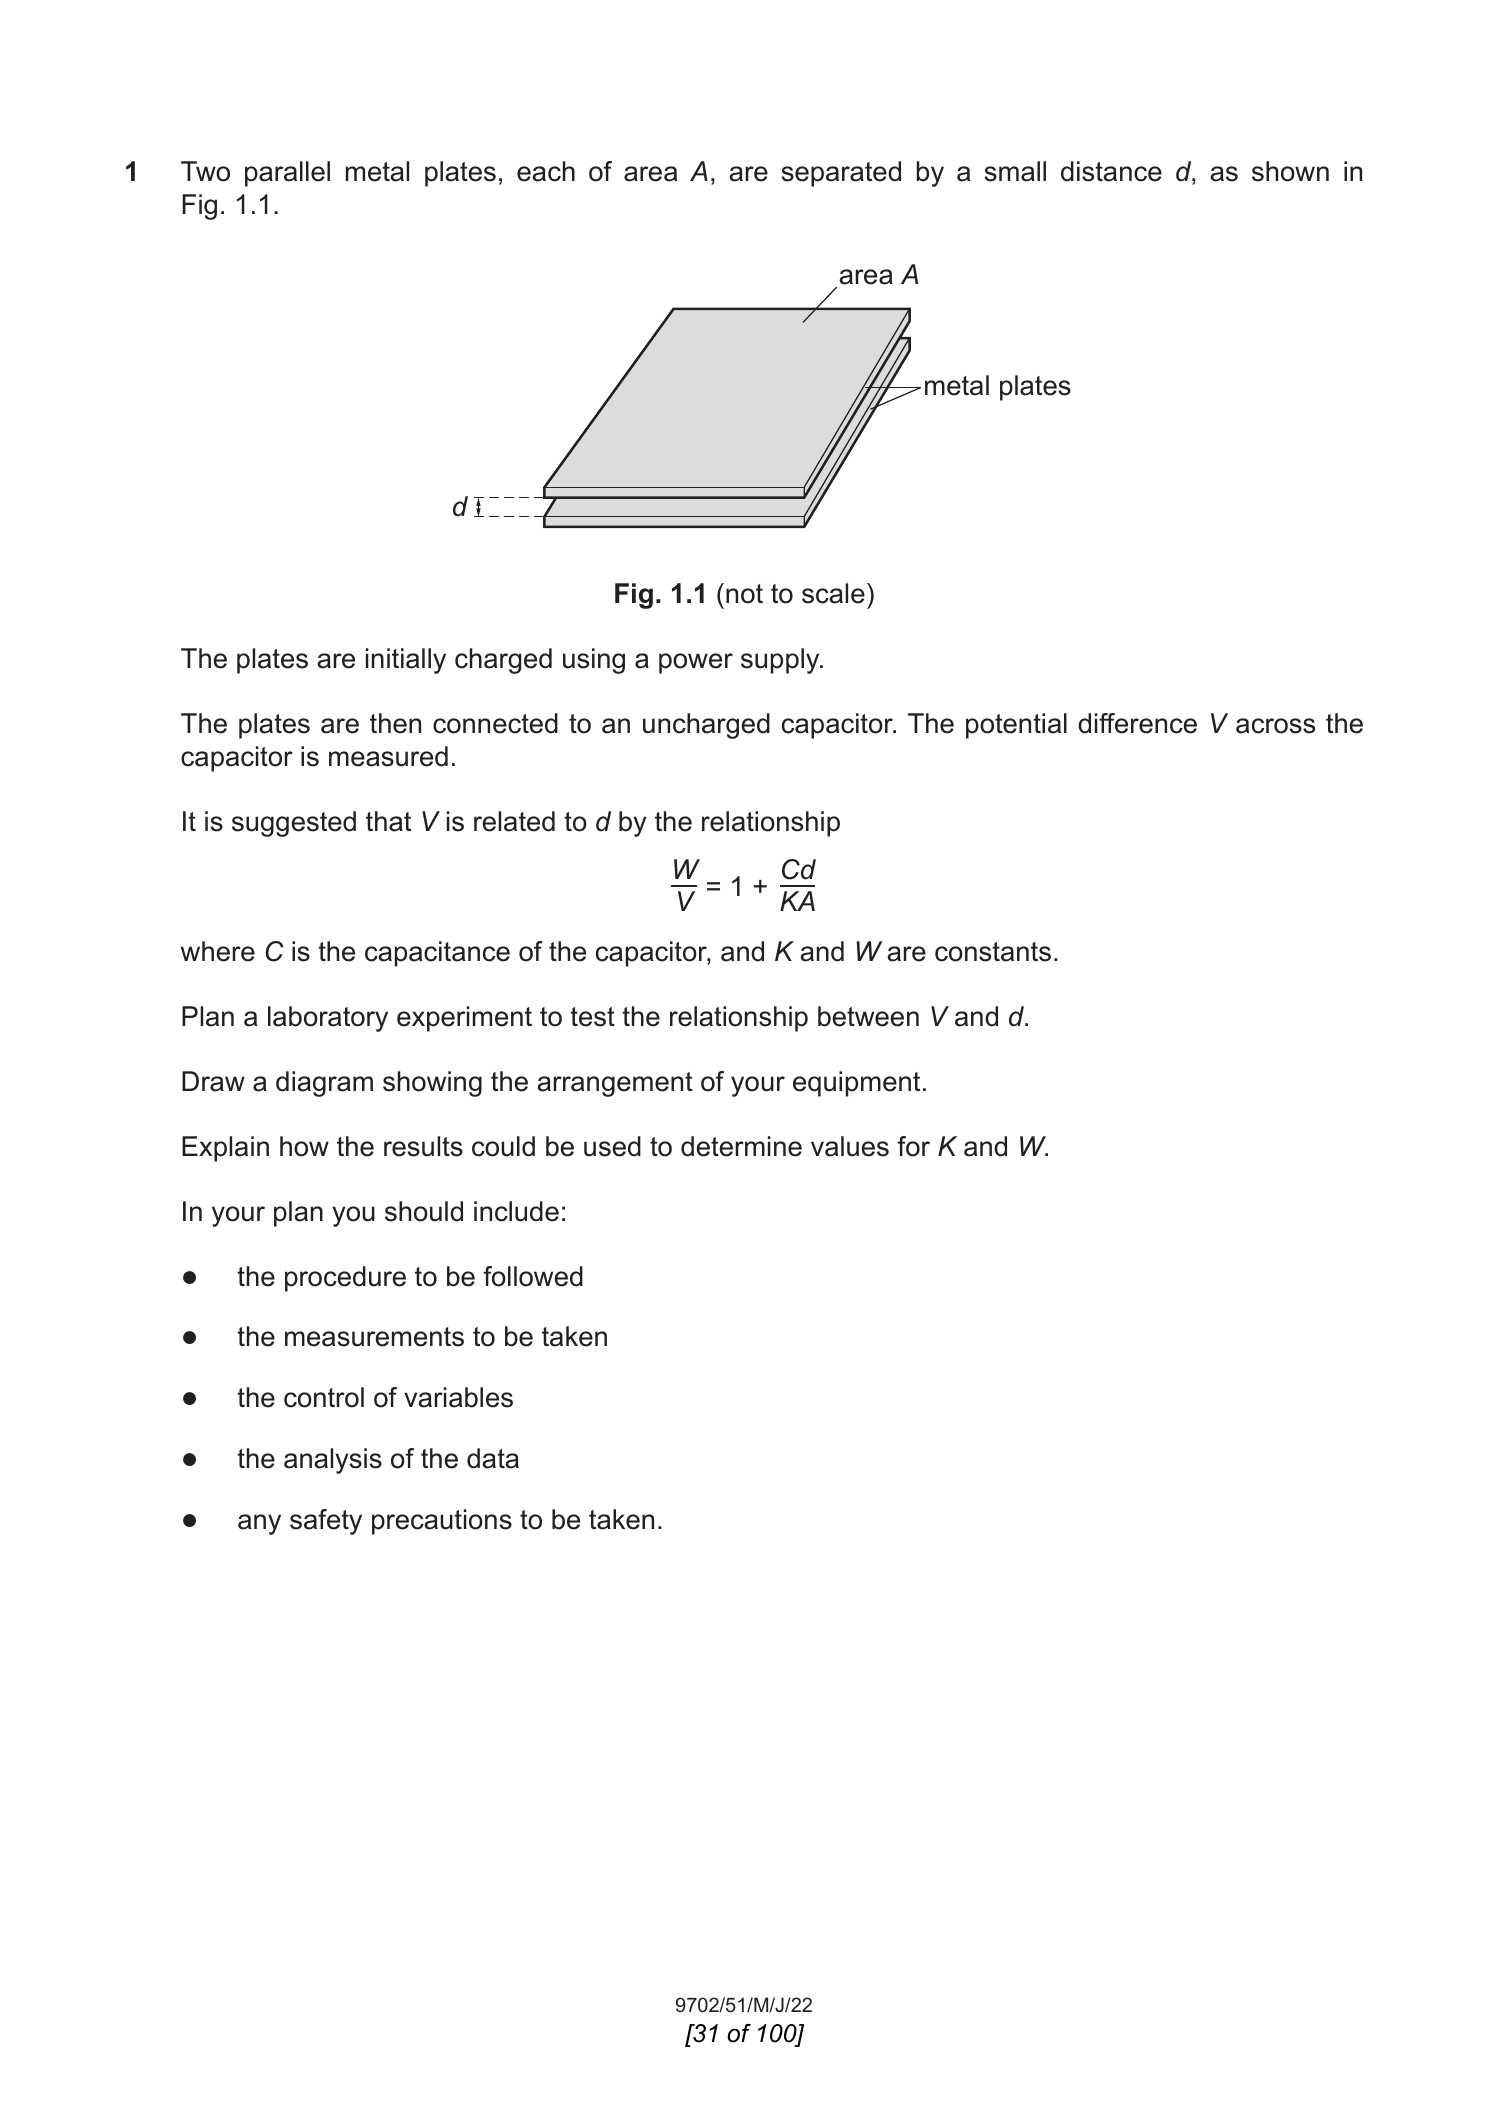 1 Two parallel metal plates, each of area A, are separated by a small distance d, as shown in
Fig. 1.1.
area A
metal plates
d
Fig. 1.1 (not to scale)
The plates are initially charged using a power supply.
The plates are then connected to an uncharged capacitor. The potential difference V across the
capacitor is measured.
It is suggested that V is related to d by the relationship
W/V = 1 + Cd/KA
where C is the capacitance of the capacitor, and K and W are constants.
Plan a laboratory experiment to test the relationship between V and d.
Draw a diagram showing the arrangement of your equipment.
Explain how the results could be used to determine values for K and W.
In your plan you should include:
● the procedure to be followed
● the measurements to be taken
● the control of variables
● the analysis of the data
● any safety precautions to be taken.
9702/51/M/J/22
[31 of 100]